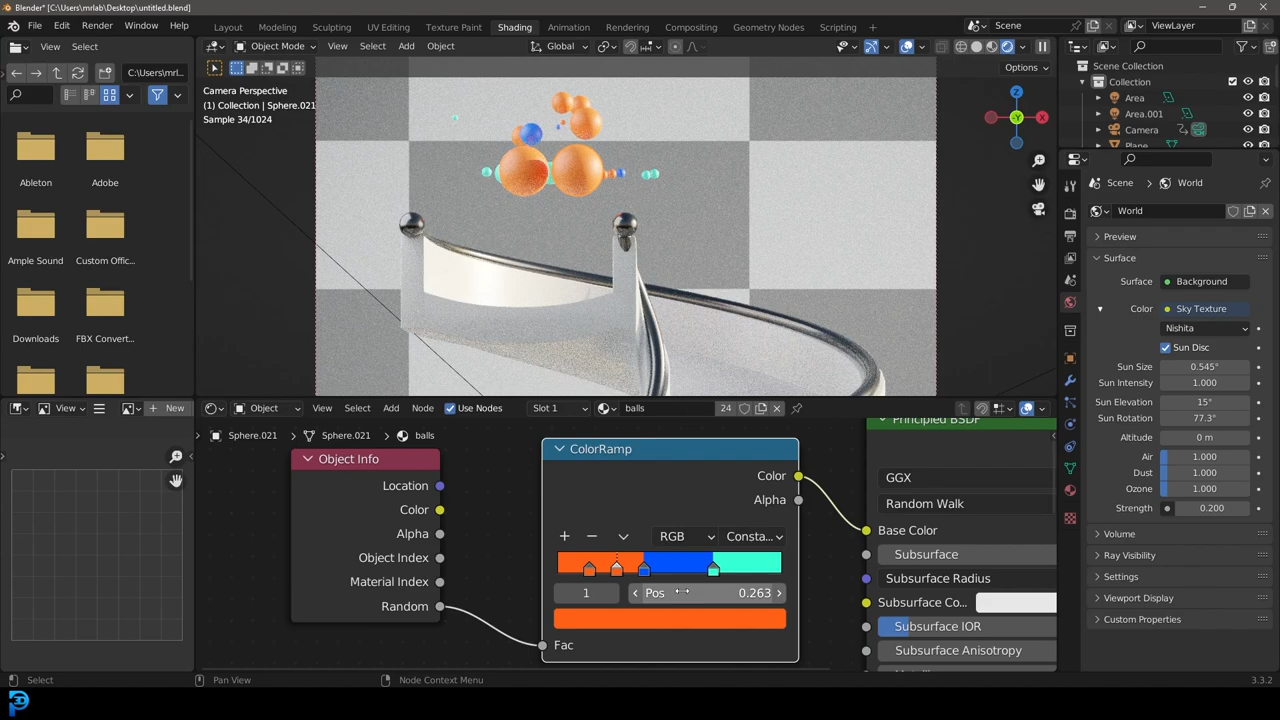 Blender* [C:\Users\mrlab\Desktop\untitled.blend]
File Edit Render Window Help
Layout Modeling Sculpting UV Editing Texture Paint Shading Animation Rendering Compositing Geometry Nodes Scripting
Scene ViewLayer
View Select
Object Mode View Select Add Object Global
C:\Users\mrl...
Options
Camera Perspective
(1) Collection | Sphere.021
Sample 34/1024
Z
-Y
X
Ableton Adobe
Ample Sound Custom Offic...
Downloads FBX Convert...
Scene Collection
Collection
Area
Area.001
Camera
Plane
Scene World
World
Preview
Surface
Surface Background
Color Sky Texture
Nishita
Sun Disc
Sun Size 0.545°
Sun Intensity 1.000
Sun Elevation 15°
Sun Rotation 77.3°
Altitude 0 m
Air 1.000
Dust 1.000
Ozone 1.000
Strength 0.200
Volume
Ray Visibility
Settings
Viewport Display
Custom Properties
View New
Object View Select Add Node Use Nodes Slot 1 balls 24
Sphere.021 Sphere.021 balls
Object Info
Location
Color
Alpha
Object Index
Material Index
Random
ColorRamp
Color
Alpha
RGB Consta...
1 Pos 0.263
Fac
Principled BSDF
GGX
Random Walk
Base Color
Subsurface
Subsurface Radius
Subsurface Co...
Subsurface IOR
Subsurface Anisotropy
Select Pan View Node Context Menu 3.3.2